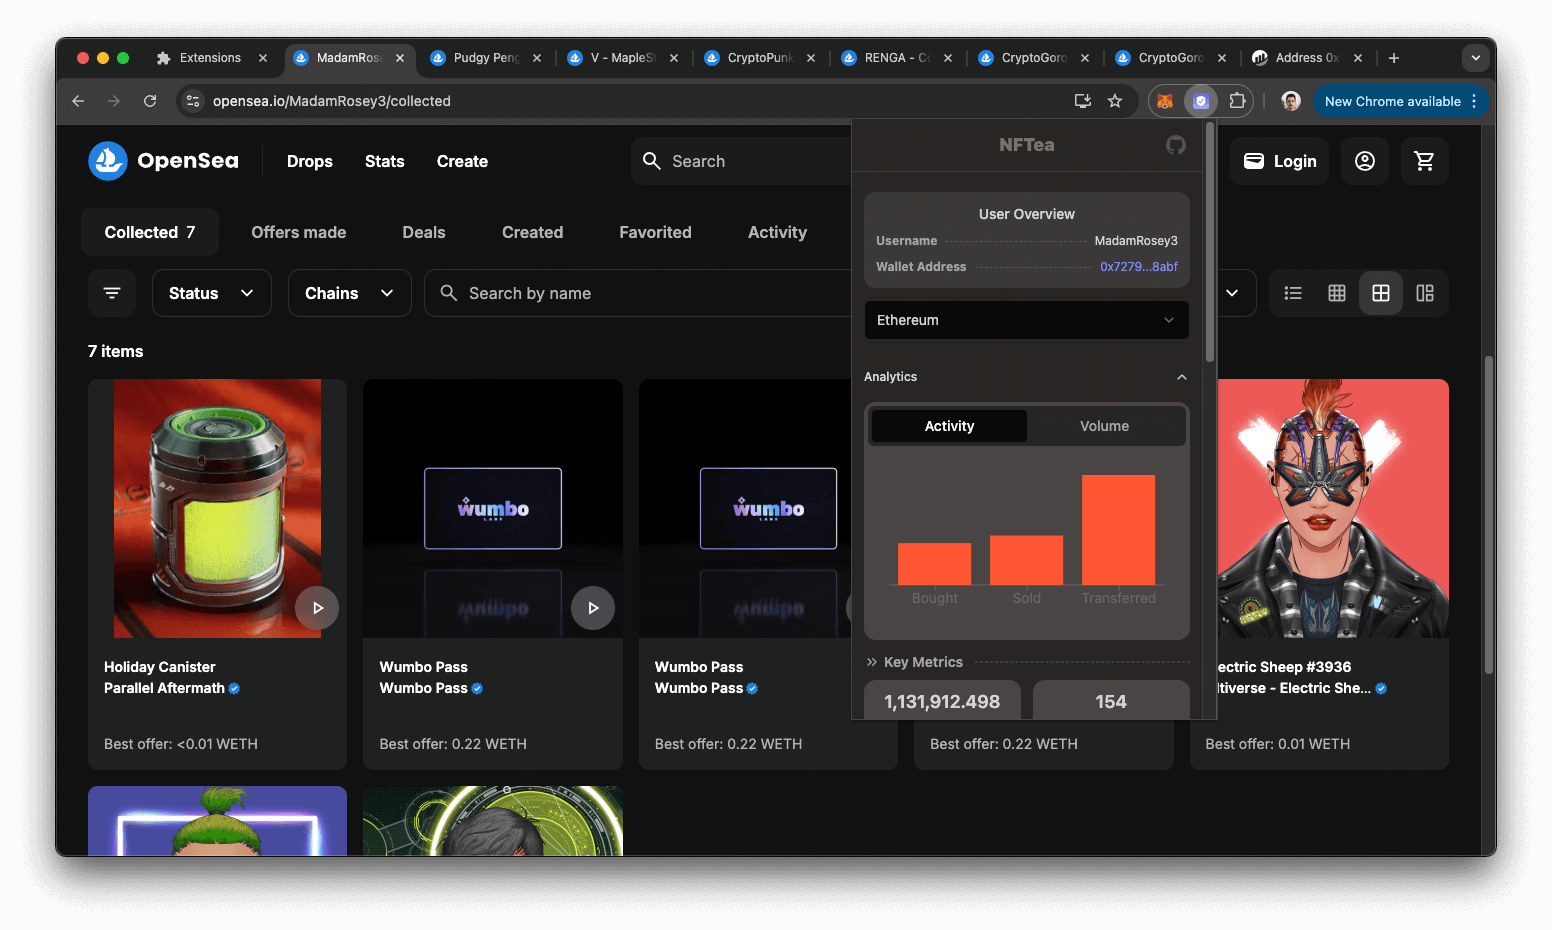 Extensions
MadamRose
Pudgy Peng
V - MapleSt
CryptoPunk
RENGA - Co
CryptoGoro
CryptoGoro
Address 0x
opensea.io/MadamRosey3/collected
New Chrome available
OpenSea
Drops
Stats
Create
Search
Login
Collected 7
Offers made
Deals
Created
Favorited
Activity
Status
Chains
Search by name
7 items
wumbo
LABS
wumbo
LABS
Holiday Canister
Parallel Aftermath
Best offer: <0.01 WETH
Wumbo Pass
Wumbo Pass
Best offer: 0.22 WETH
Wumbo Pass
Wumbo Pass
Best offer: 0.22 WETH
Best offer: 0.22 WETH
ectric Sheep #3936
ltiverse - Electric She...
Best offer: 0.01 WETH
NFTea
User Overview
Username MadamRosey3
Wallet Address 0x7279...8abf
Ethereum
Analytics
Activity
Volume
Bought
Sold
Transferred
Key Metrics
1,131,912.498
154